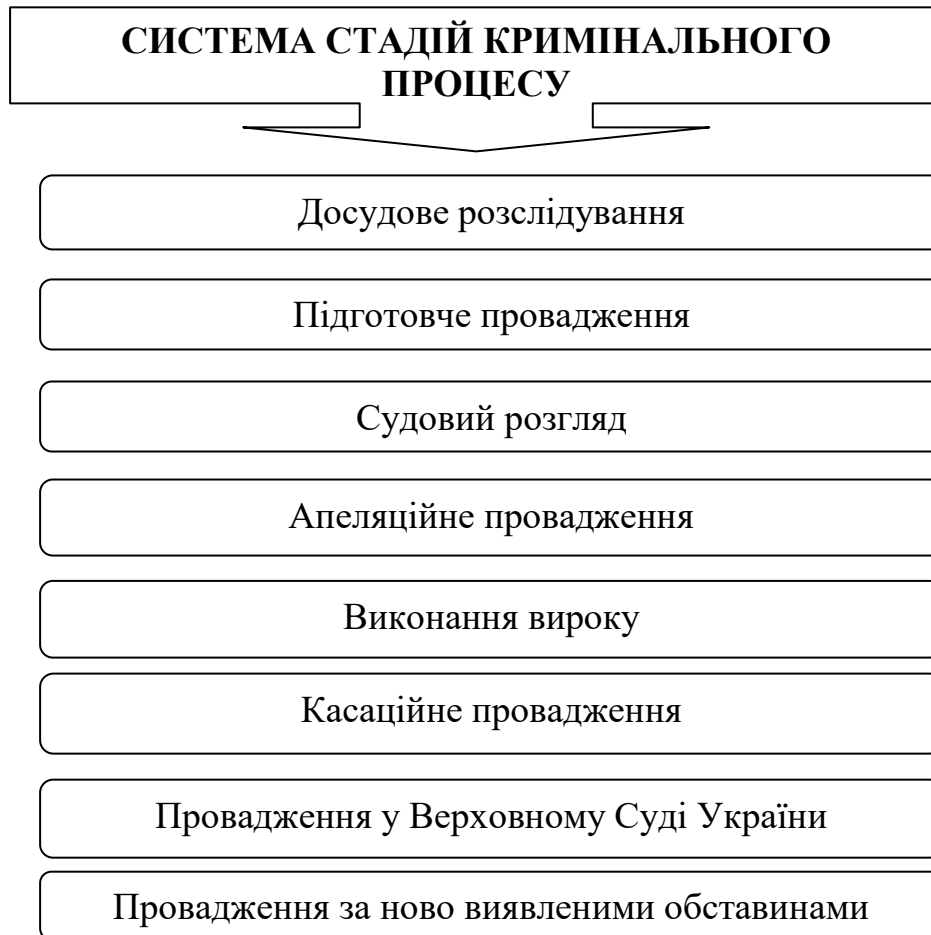 СИСТЕМА СТАДІЙ КРИМІНАЛЬНОГО
ПРОЦЕСУ
Досудове розслідування
Підготовче провадження
Судовий розгляд
Апеляційне провадження
Виконання вироку
Касаційне провадження
Провадження у Верховному Суді України
Провадження за ново виявленими обставинами